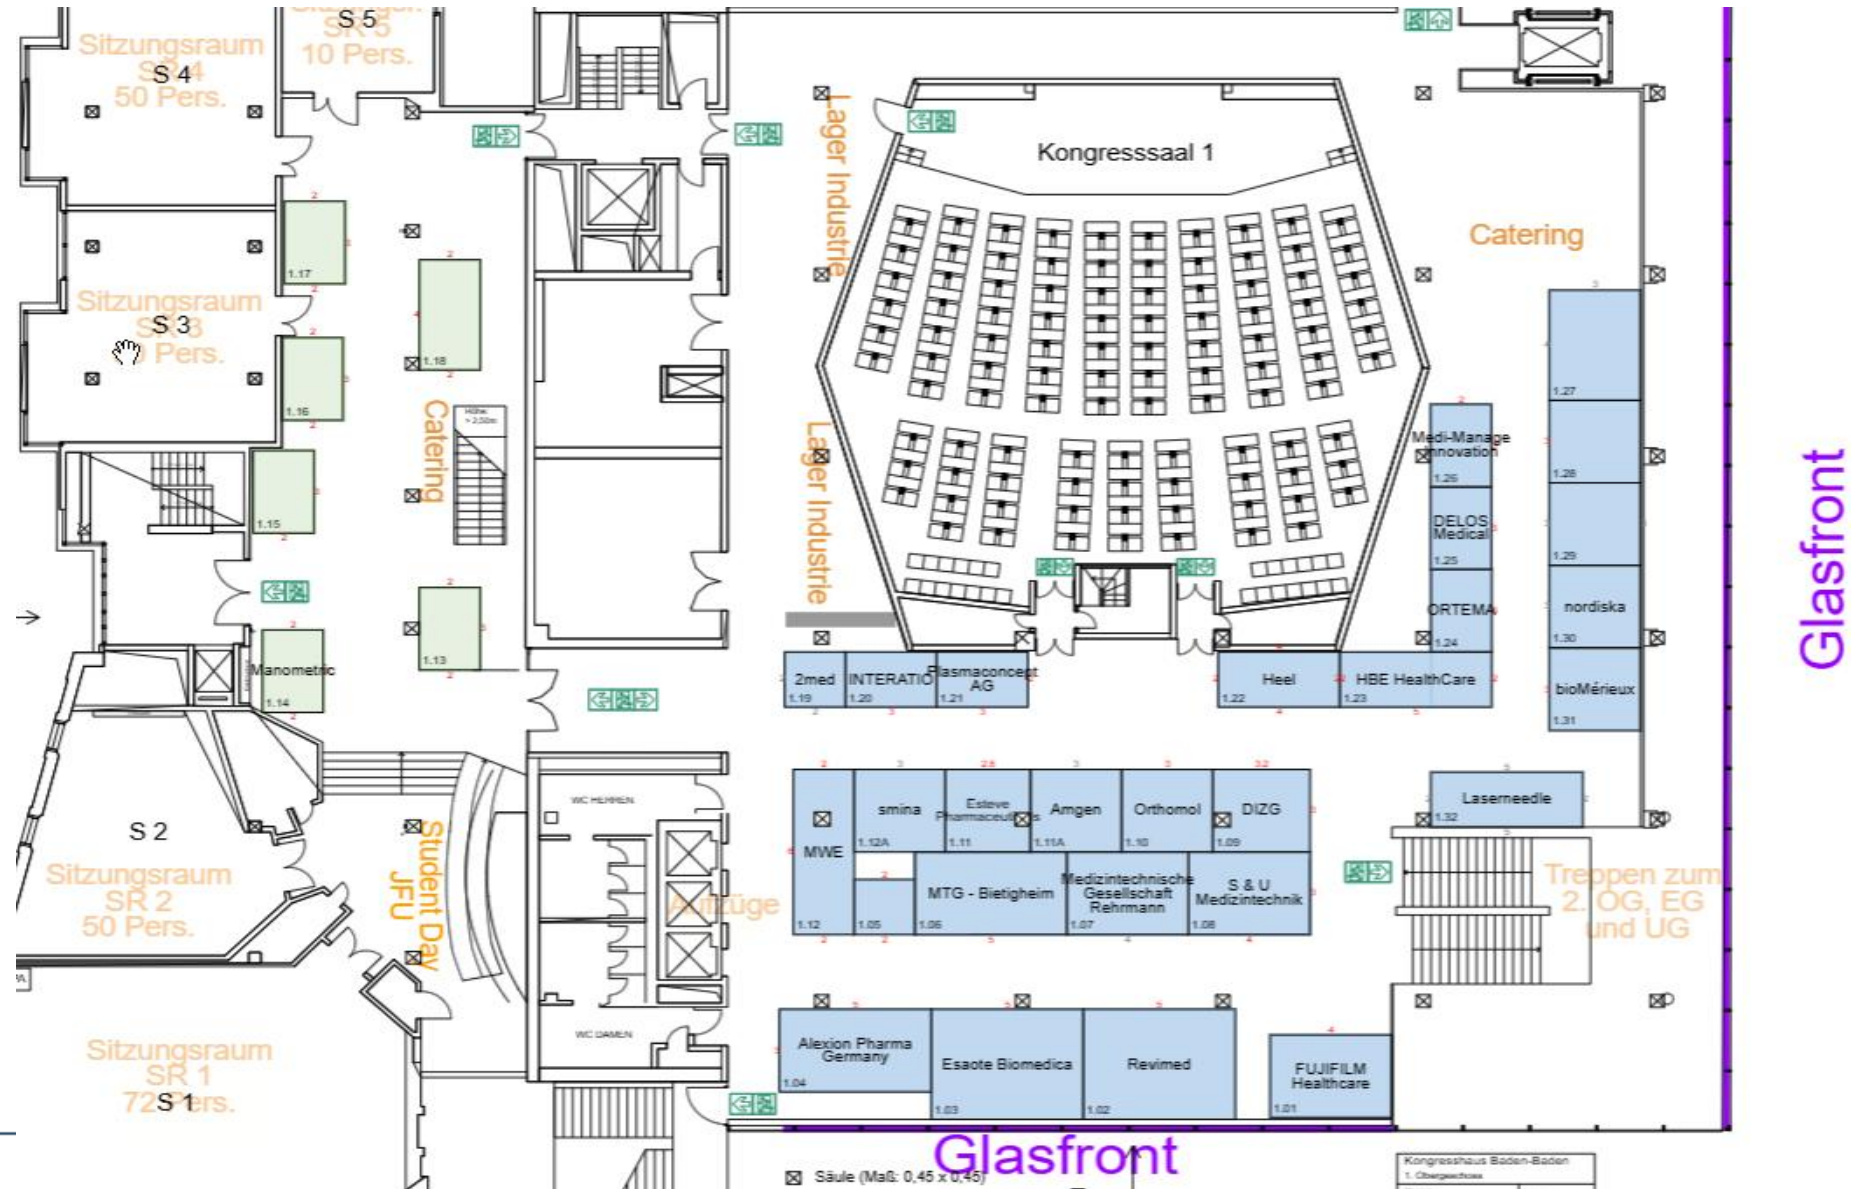 S 5
10 Pers.
Sitzungsraum
S 4
50 Pers.
Lager Industrie
Kongresssaal 1
Catering
1.17
Sitzungsraum
S 3
Pers.
1.18
1.16
Catering
Höhe:
> 2,50m
1.15
Lager Industrie
1.27
Medi-Manage
Innovation
1.26
1.28
DELOS
Medical
1.25
1.29
ORTEMA
1.24
nordiska
1.30
bioMérieux
1.31
Glasfront
1.13
Manometric
1.14
2med
1.19
INTERATIO
1.20
Plasmaconcept
AG
1.21
Heel
1.22
HBE HealthCare
1.23
Laserneedle
1.32
WC HERREN
S 2
Sitzungsraum
SR 2
50 Pers.
Student Day
JFU
Aufzüge
MWE
1.12
smina
1.12A
Esteve
1.11
Amgen
1.11A
Orthomol
1.10
DIZG
1.09
1.05
MTG - Bietigheim
1.06
Medizintechnische
Gesellschaft
Rehrmann
1.07
S & U
Medizintechnik
1.08
Treppen zum
2. OG, EG
und UG
WC DAMEN
Sitzungsraum
SR 1
72 Pers.
S 1
Alexion Pharma
Germany
1.04
Esaote Biomedica
1.03
Revimed
1.02
FUJIFILM
Healthcare
1.01
Glasfront
Säule (Maß: 0,45 x 0,45)
Kongresshaus Baden-Baden
1. Obergeschoss